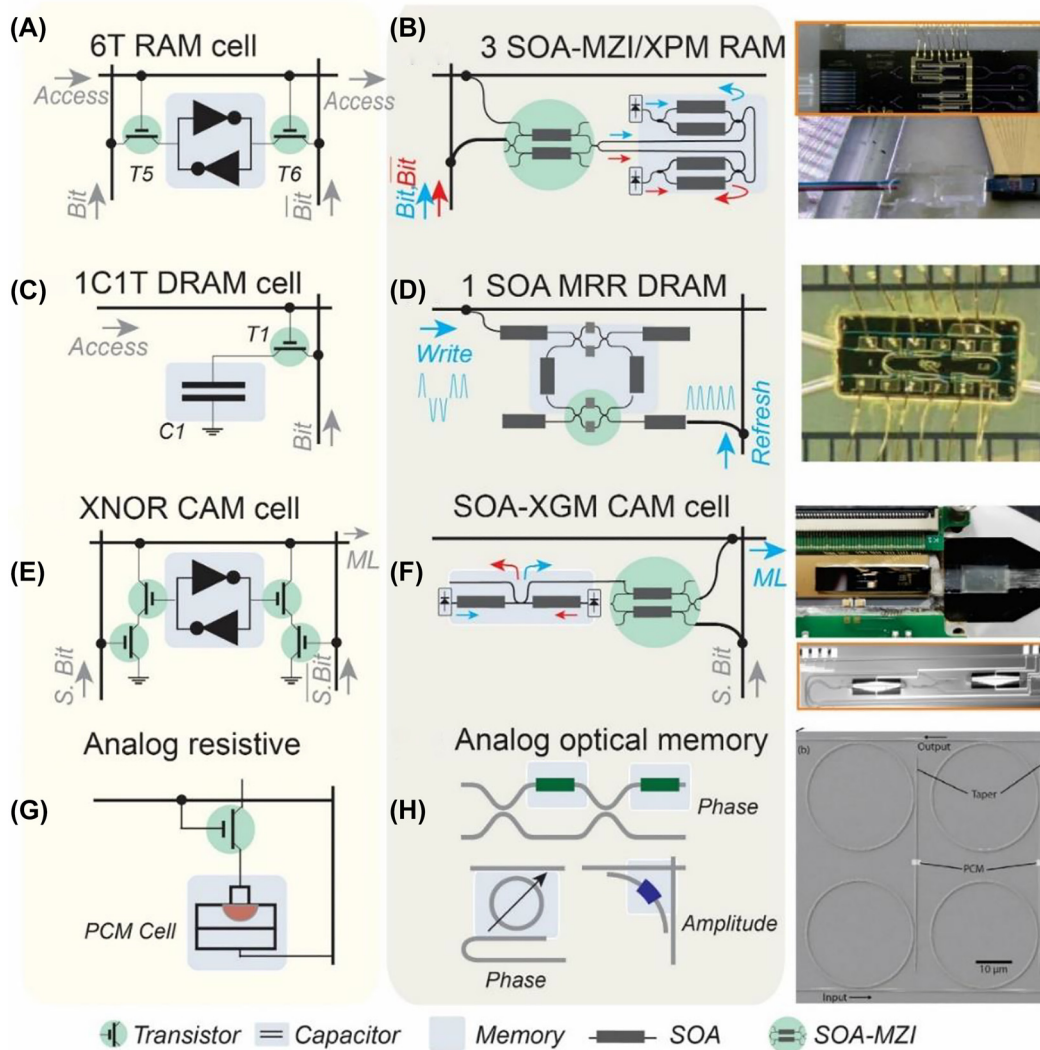 (A)
6T RAM cell
Access
Access
T5
T6
Bit
Bit
(B)
3 SOA-MZI/XPM RAM
Bit, Bit
(C)
1C1T DRAM cell
Access
T1
C1
Bit
(D)
1 SOA MRR DRAM
Write
Refresh
XNOR CAM cell
(E)
ML
S. Bit
S. Bit
SOA-XGM CAM cell
(F)
ML
S. Bit
Analog resistive
(G)
PCM Cell
Analog optical memory
(H)
Phase
Amplitude
Phase
(b)
Output
Taper
PCM
10 µm
Input
Transistor
Capacitor
Memory
SOA
SOA-MZI